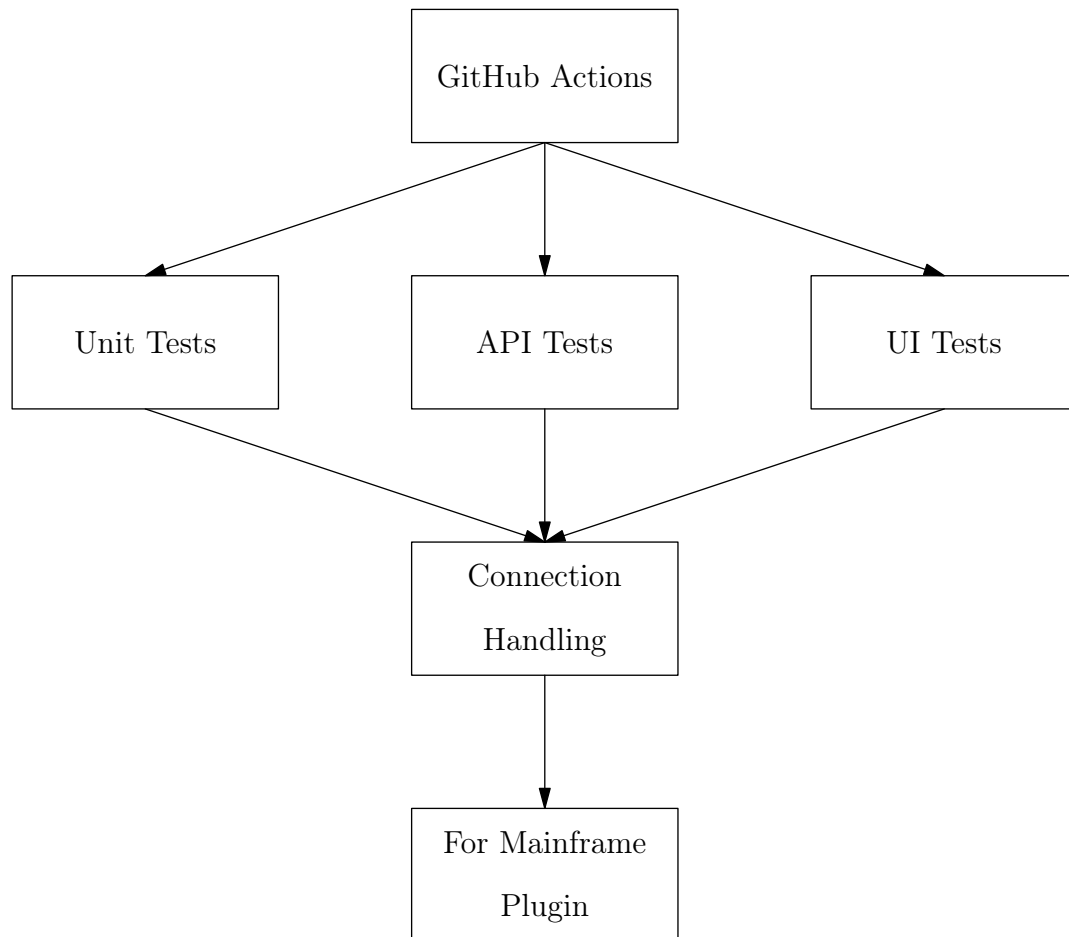 GitHub Actions
Unit Tests
API Tests
UI Tests
Connection
Handling
For Mainframe
Plugin